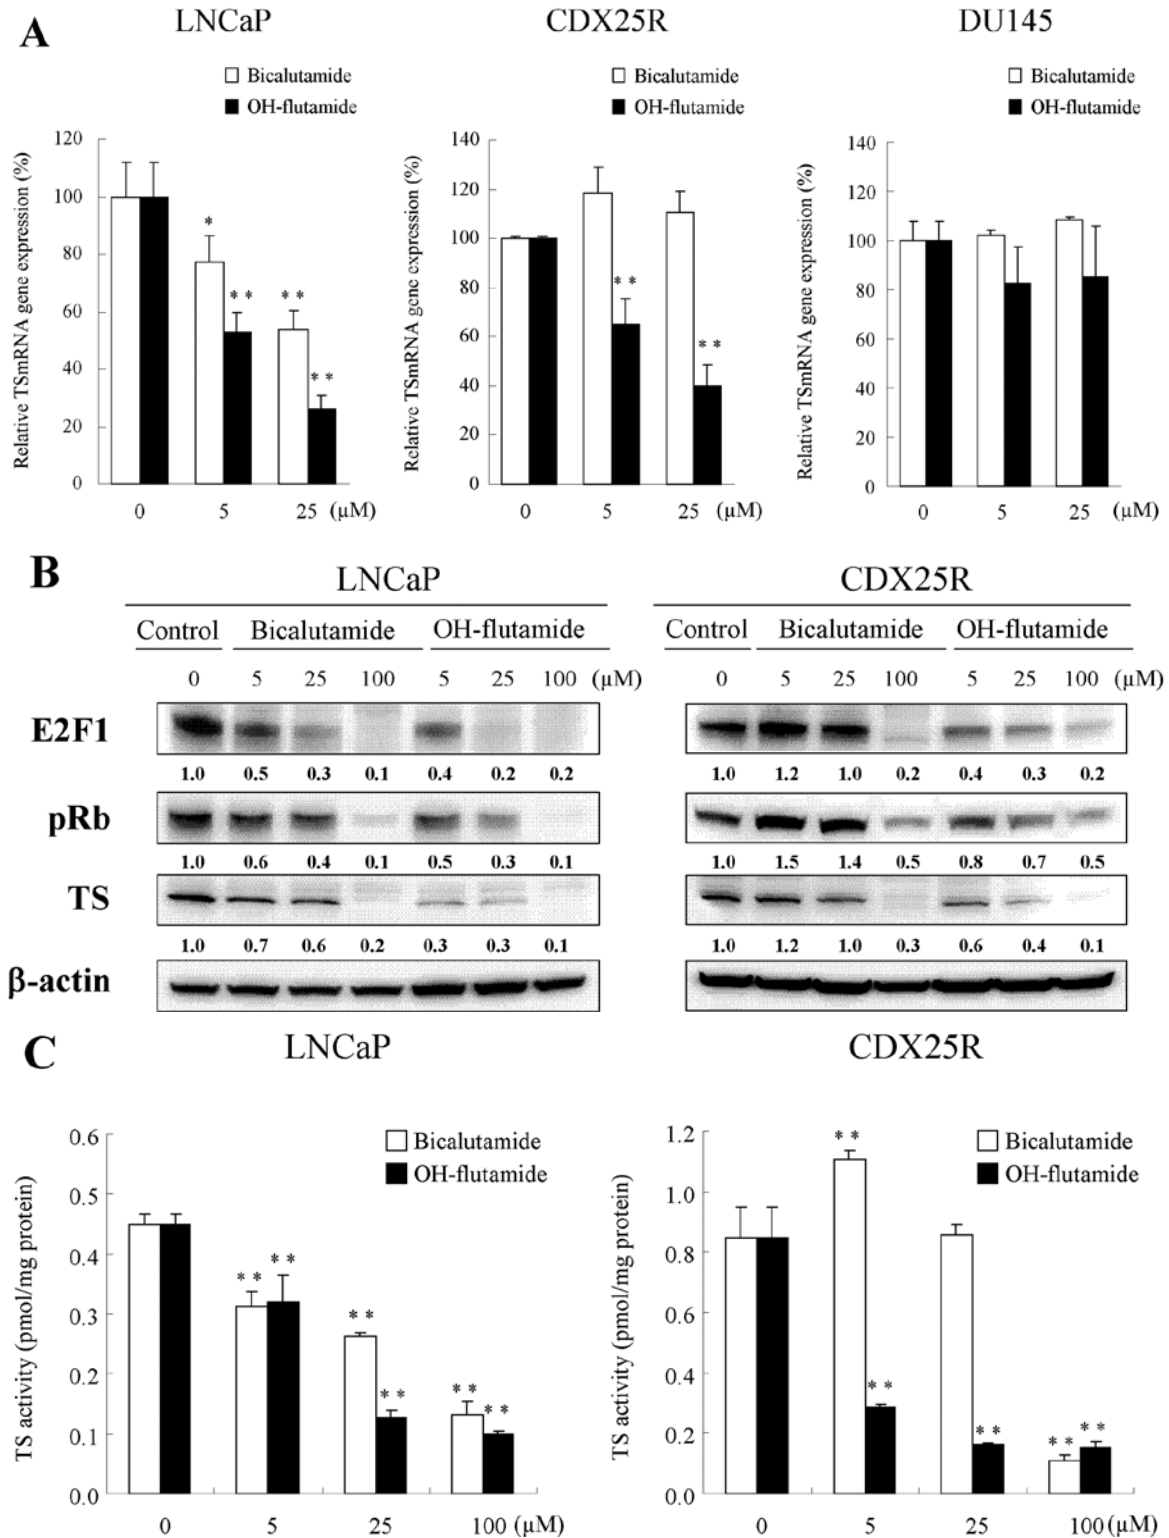 A
LNCaP
CDX25R
DU145
Bicalutamide
OH-flutamide
Bicalutamide
OH-flutamide
Bicalutamide
OH-flutamide
Relative TSmRNA gene expression (%)
120
100
80
60
40
20
0
*
* *
* *
* *
0 5 25 (µM)
Relative TSmRNA gene expression (%)
140
120
100
80
60
40
20
0
* *
* *
0 5 25 (µM)
Relative TSmRNA gene expression (%)
140
120
100
80
60
40
20
0
0 5 25 (µM)
B
LNCaP
CDX25R
Control Bicalutamide OH-flutamide
Control Bicalutamide OH-flutamide
0 5 25 100 5 25 100 (µM)
0 5 25 100 5 25 100 (µM)
E2F1
1.0 0.5 0.3 0.1 0.4 0.2 0.2
1.0 1.2 1.0 0.2 0.4 0.3 0.2
pRb
1.0 0.6 0.4 0.1 0.5 0.3 0.1
1.0 1.5 1.4 0.5 0.8 0.7 0.5
TS
1.0 0.7 0.6 0.2 0.3 0.3 0.1
1.0 1.2 1.0 0.3 0.6 0.4 0.1
β-actin
C
LNCaP
CDX25R
Bicalutamide
OH-flutamide
TS activity (pmol/mg protein)
0.6
0.5
0.4
0.3
0.2
0.1
0.0
* *
* *
* *
* *
* *
* *
0 5 25 100 (µM)
Bicalutamide
OH-flutamide
TS activity (pmol/mg protein)
1.2
1.0
0.8
0.6
0.4
0.2
0.0
* *
* *
* *
* *
* *
0 5 25 100 (µM)